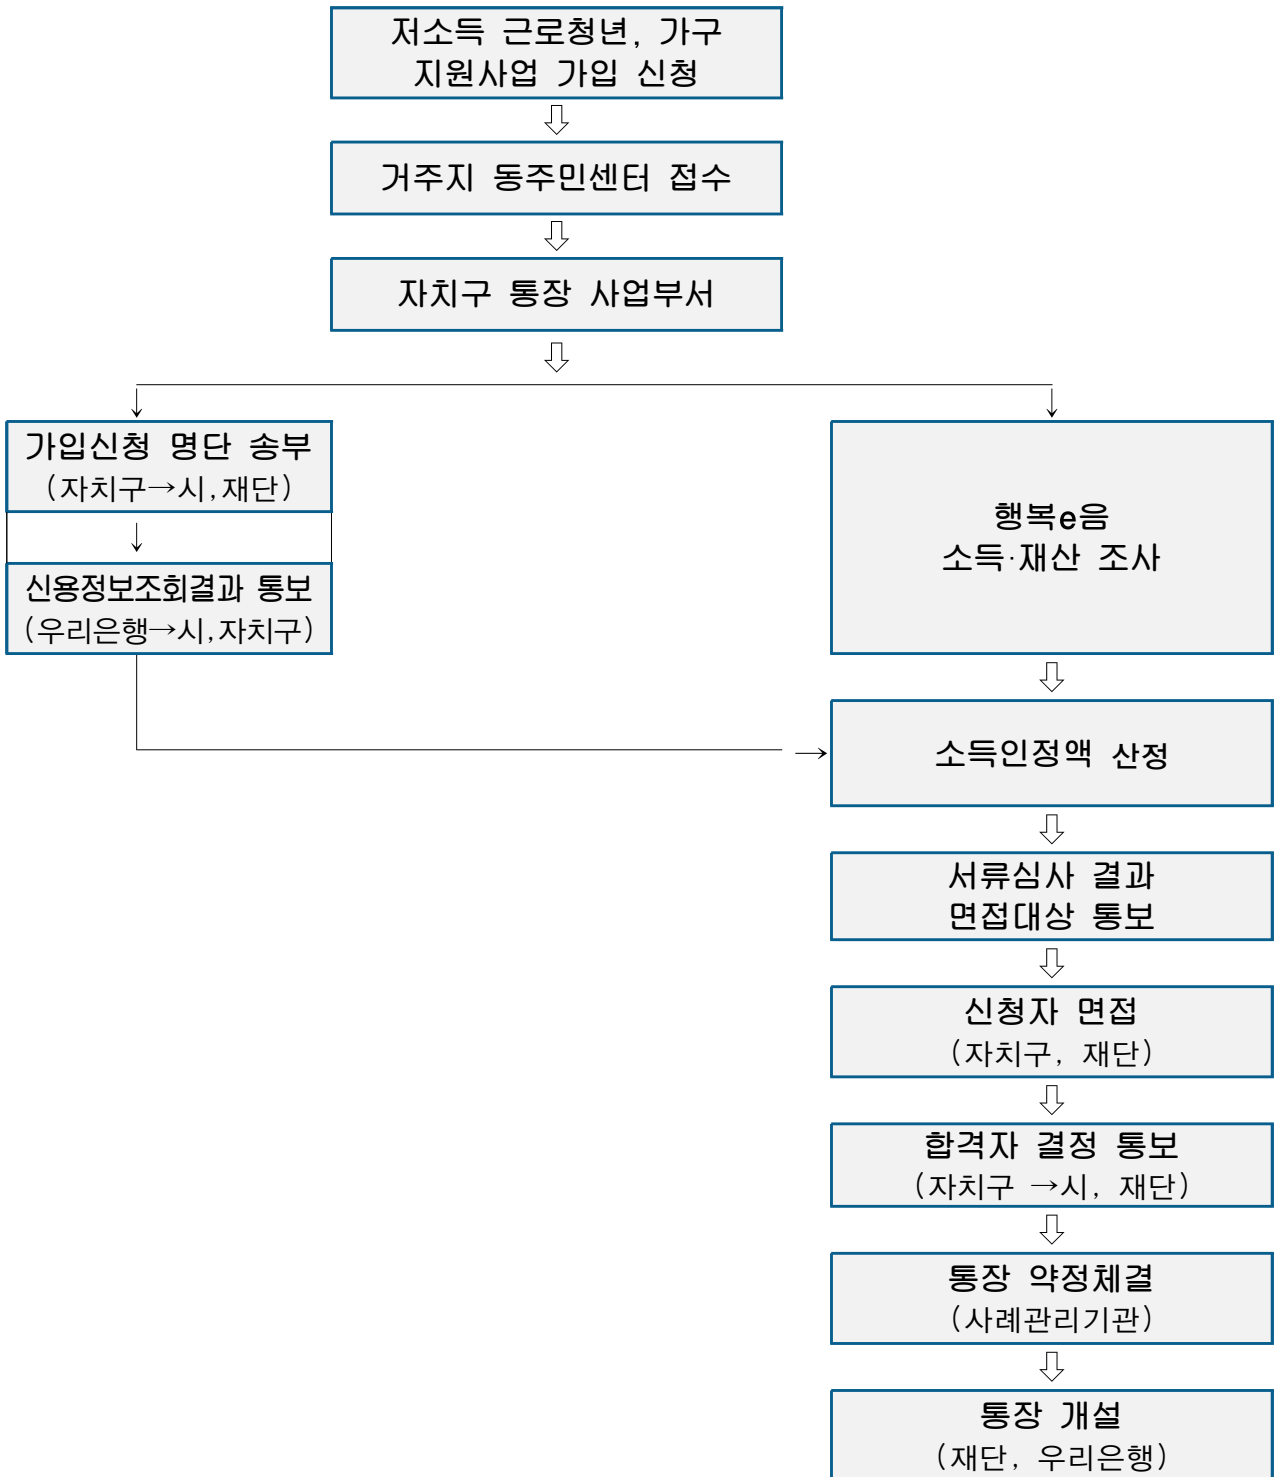 저소득 근로청년, 가구
지원사업 가입 신청
거주지 동주민센터 접수
자치구 통장 사업부서
가입신청 명단 송부
(자치구→시,재단)
신용정보조회결과 통보
(우리은행→시,자치구)
행복e음
소득·재산 조사
소득인정액 산정
서류심사 결과
면접대상 통보
신청자 면접
(자치구, 재단)
합격자 결정 통보
(자치구 →시, 재단)
통장 약정체결
(사례관리기관)
통장 개설
(재단, 우리은행)